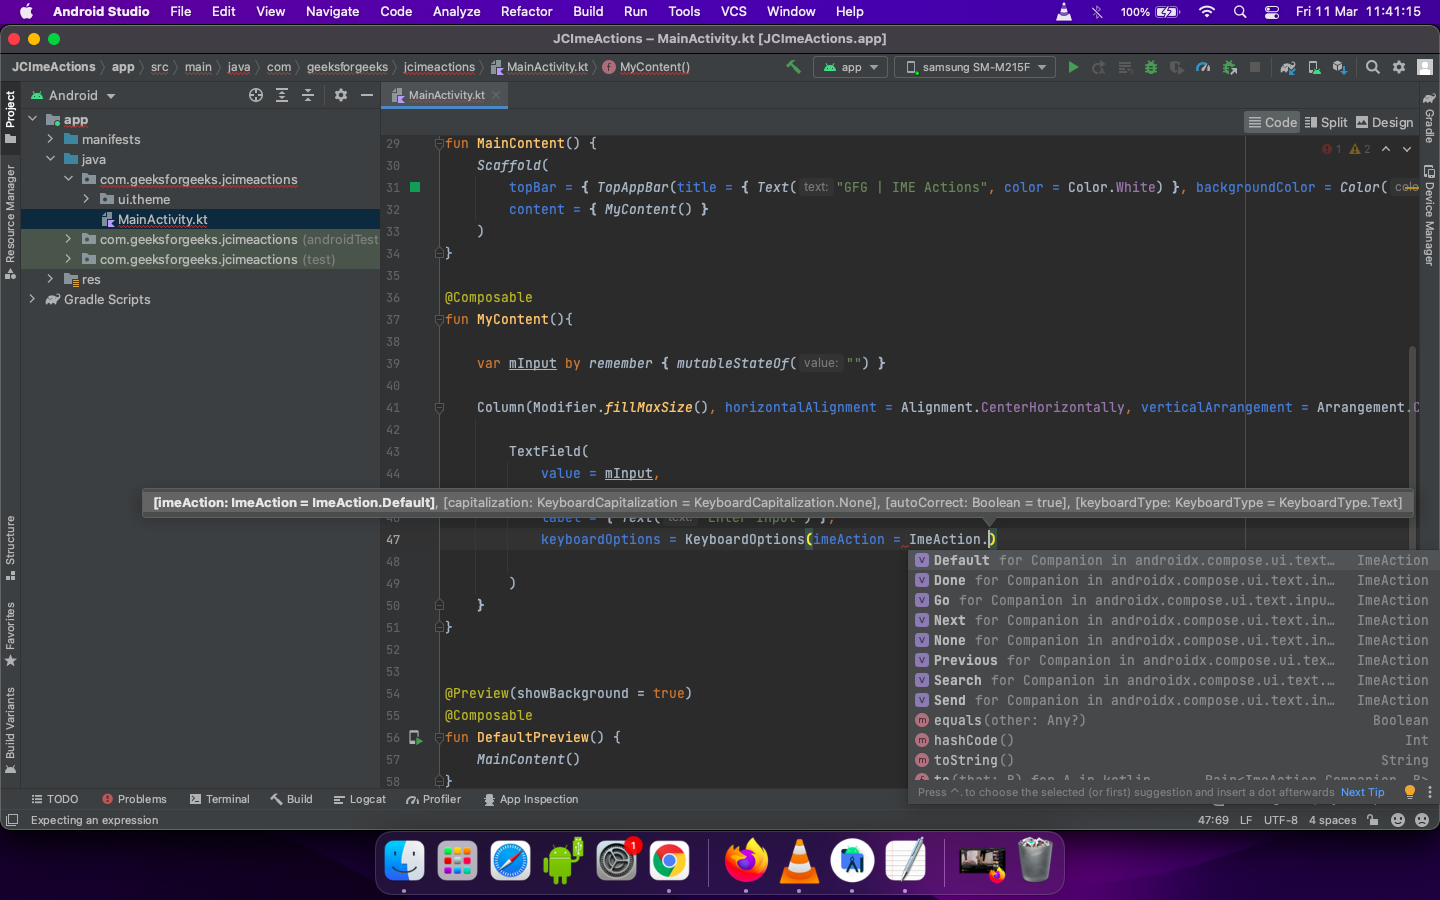 Android Studio File Edit View Navigate Code Analyze Refactor Build Run Tools VCS Window Help 100% Fri 11 Mar 11:41:15
JCImeActions – MainActivity.kt [JCImeActions.app]
JCImeActions app src main java com geeksforgeeks jcimeactions MainActivity.kt MyContent() app samsung SM-M215F
Android
MainActivity.kt
Code Split Design
Project
Resource Manager
Structure
Favorites
Build Variants
Gradle
Device Manager
app
manifests
java
com.geeksforgeeks.jcimeactions
ui.theme
MainActivity.kt
com.geeksforgeeks.jcimeactions (androidTest
com.geeksforgeeks.jcimeactions (test)
res
Gradle Scripts
1 2
29 fun MainContent() {
30 Scaffold(
31 topBar = { TopAppBar(title = { Text( text: "GFG | IME Actions", color = Color.White) }, backgroundColor = Color(
32 content = { MyContent() }
33 )
34 }
35
36 @Composable
37 fun MyContent(){
38
39 var mInput by remember { mutableStateOf( value: "") }
40
41 Column(Modifier.fillMaxSize(), horizontalAlignment = Alignment.CenterHorizontally, verticalArrangement = Arrangement.C
42
43 TextField(
44 value = mInput,
[imeAction: ImeAction = ImeAction.Default], [capitalization: KeyboardCapitalization = KeyboardCapitalization.None], [autoCorrect: Boolean = true], [keyboardType: KeyboardType = KeyboardType.Text]
label = { Text( text: "Enter Input") },
47 keyboardOptions = KeyboardOptions(imeAction = ImeAction.)
48
49 )
50 }
51 }
52
53
54 @Preview(showBackground = true)
55 @Composable
56 fun DefaultPreview() {
57 MainContent()
58 }
Default for Companion in androidx.compose.ui.text... ImeAction
Done for Companion in androidx.compose.ui.text.in... ImeAction
Go for Companion in androidx.compose.ui.text.inpu... ImeAction
Next for Companion in androidx.compose.ui.text.in... ImeAction
None for Companion in androidx.compose.ui.text.in... ImeAction
Previous for Companion in androidx.compose.ui.tex... ImeAction
Search for Companion in androidx.compose.ui.text.... ImeAction
Send for Companion in androidx.compose.ui.text.in... ImeAction
equals(other: Any?) Boolean
hashCode() Int
toString() String
to(that: B) for A in kotlin Pair<ImeAction.Companion, B>
Press ^. to choose the selected (or first) suggestion and insert a dot afterwards Next Tip
TODO Problems Terminal Build Logcat Profiler App Inspection
Expecting an expression 47:69 LF UTF-8 4 spaces
1